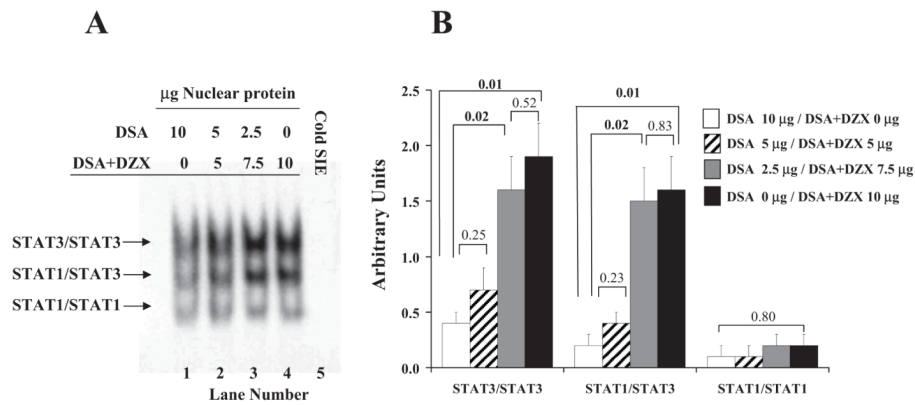 A
µg Nuclear protein
DSA 10 5 2.5 0
DSA+DZX 0 5 7.5 10
Cold SIE
STAT3/STAT3
STAT1/STAT3
STAT1/STAT1
1 2 3 4 5
Lane Number
B
Arbitrary Units
2.5
2.0
1.5
1.0
0.5
0.0
0.01
0.52
0.02
0.25
0.01
0.02
0.83
0.23
0.80
STAT3/STAT3 STAT1/STAT3 STAT1/STAT1
DSA 10 µg / DSA+DZX 0 µg
DSA 5 µg / DSA+DZX 5 µg
DSA 2.5 µg / DSA+DZX 7.5 µg
DSA 0 µg / DSA+DZX 10 µg